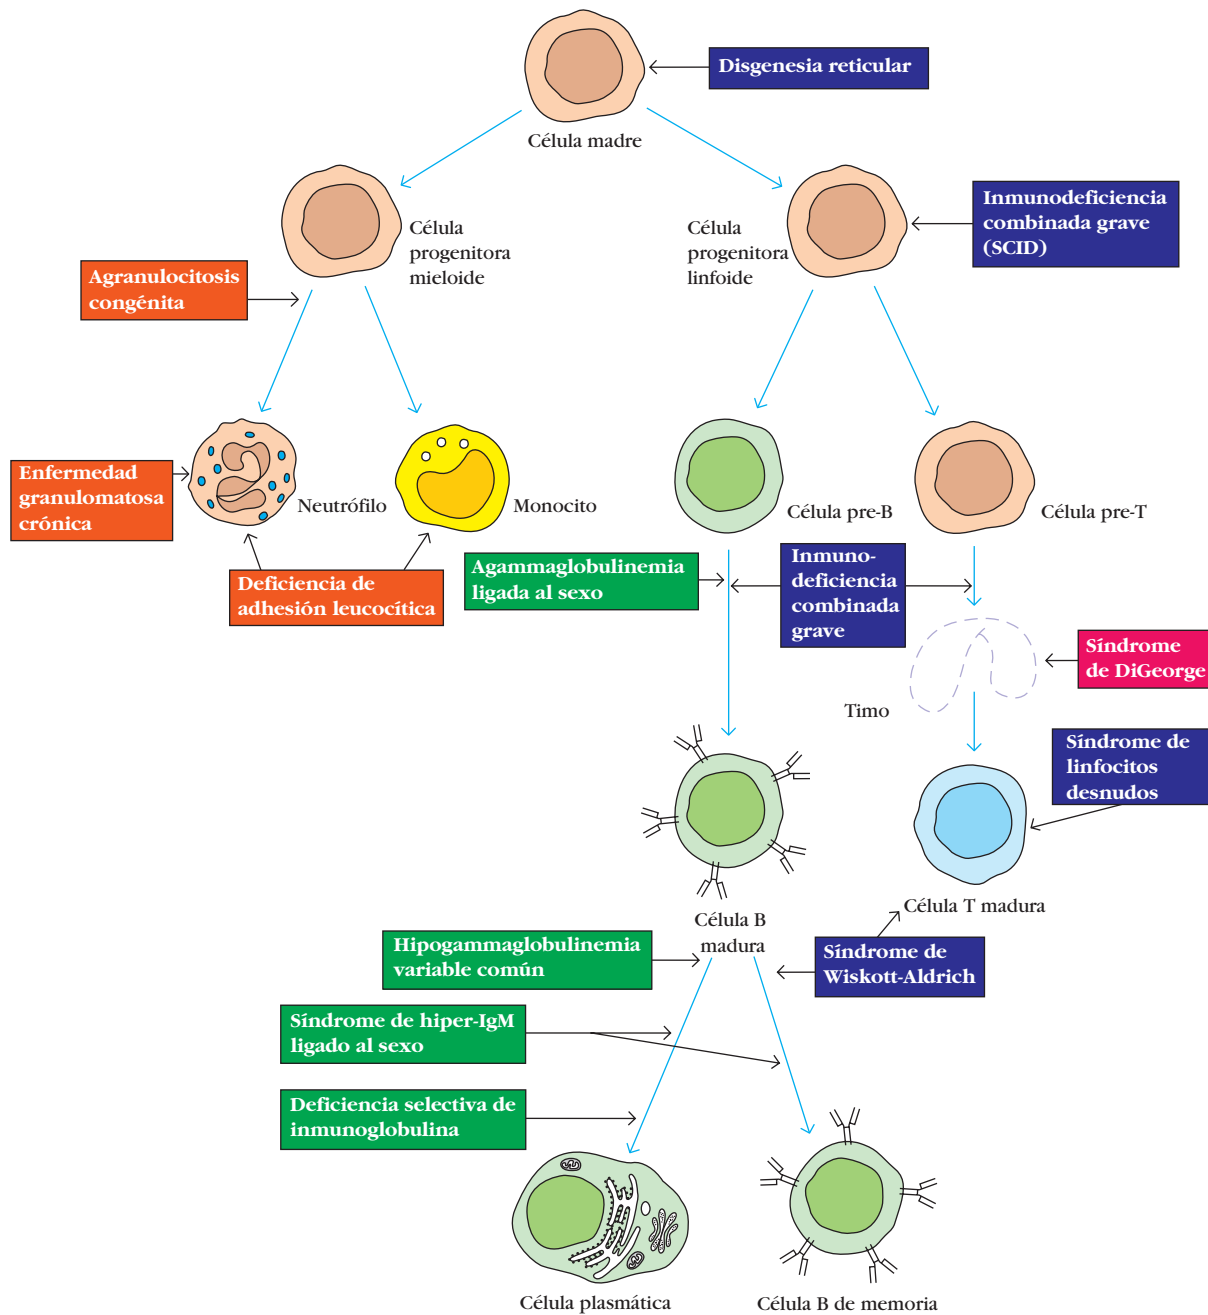 Disgenesia reticular
Célula madre
Inmunodeficiencia
combinada grave
(SCID)
Célula
progenitora
mieloide
Célula
progenitora
linfoide
Agranulocitosis
congénita
Enfermedad
granulomatosa
crónica
Neutrófilo
Monocito
Célula pre-B
Célula pre-T
Deficiencia de
adhesión leucocítica
Agammaglobulinemia
ligada al sexo
Inmuno-
deficiencia
combinada
grave
Síndrome
de DiGeorge
Timo
Síndrome de
linfocitos
desnudos
Célula T madura
Célula B
madura
Hipogammaglobulinemia
variable común
Síndrome de
Wiskott-Aldrich
Síndrome de hiper-IgM
ligado al sexo
Deficiencia selectiva de
inmunoglobulina
Célula plasmática
Célula B de memoria